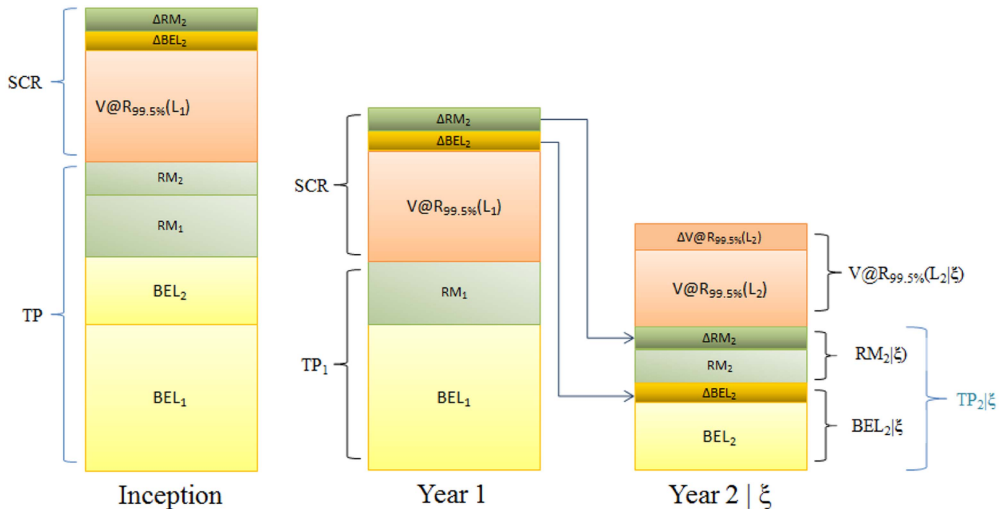 ΔRM₂
ΔBEL₂
SCR
V@R₉₉.₅%(L₁)
RM₂
RM₁
BEL₂
TP
BEL₁
Inception
ΔRM₂
ΔBEL₂
SCR
V@R₉₉.₅%(L₁)
RM₁
TP₁
BEL₁
Year 1
ΔV@R₉₉.₅%(L₂)
V@R₉₉.₅%(L₂)
V@R₉₉.₅%(L₂|ξ)
ΔRM₂
RM₂
RM₂|ξ)
ΔBEL₂
BEL₂
BEL₂|ξ
TP₂|ξ
Year 2 | ξ